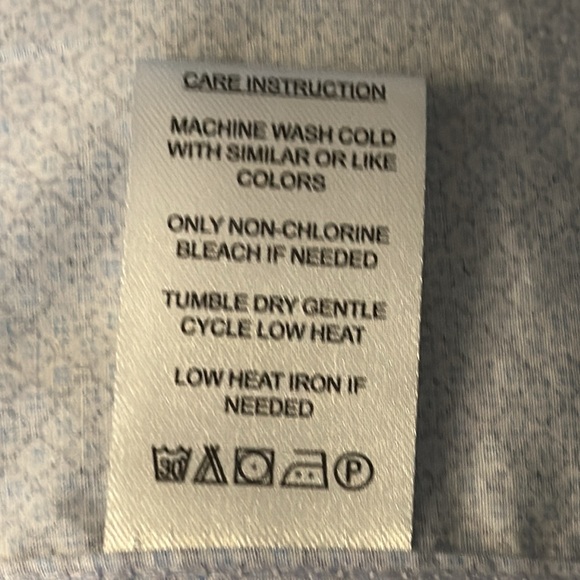 CARE INSTRUCTION
MACHINE WASH COLD
WITH SIMILAR OR LIKE
COLORS
ONLY NON-CHLORINE
BLEACH IF NEEDED
TUMBLE DRY GENTLE
CYCLE LOW HEAT
LOW HEAT IRON IF
NEEDED
30 P